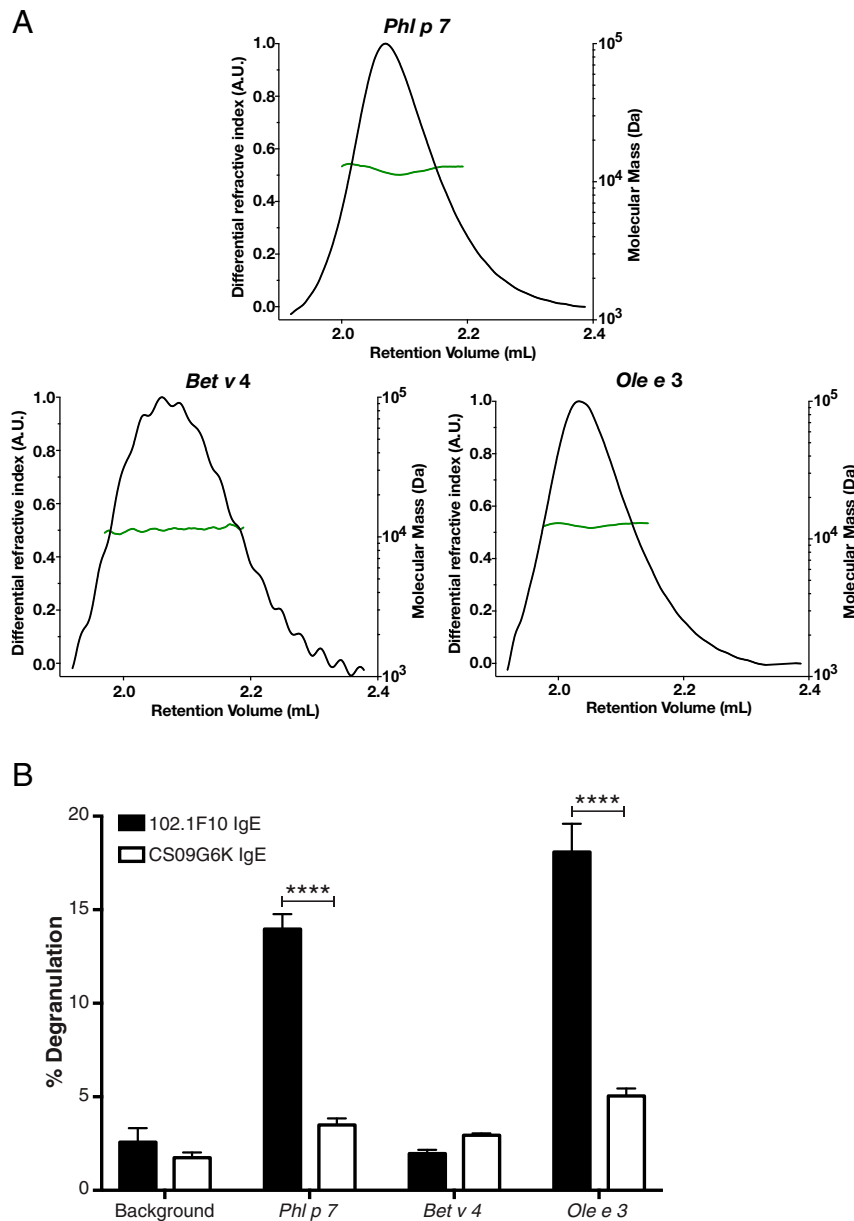 A
Phl p 7
Differential refractive index (A.U.)
1.0
0.8
0.6
0.4
0.2
0.0
10^5
10^4
10^3
Molecular Mass (Da)
2.0 2.2 2.4
Retention Volume (mL)
Bet v 4
Differential refractive index (A.U.)
1.0
0.8
0.6
0.4
0.2
0.0
10^5
10^4
10^3
Molecular Mass (Da)
2.0 2.2 2.4
Retention Volume (mL)
Ole e 3
Differential refractive index (A.U.)
1.0
0.8
0.6
0.4
0.2
0.0
10^5
10^4
10^3
Molecular Mass (Da)
2.0 2.2 2.4
Retention Volume (mL)
B
% Degranulation
20
15
10
5
0
102.1F10 IgE
CS09G6K IgE
****
****
Background Phl p 7 Bet v 4 Ole e 3